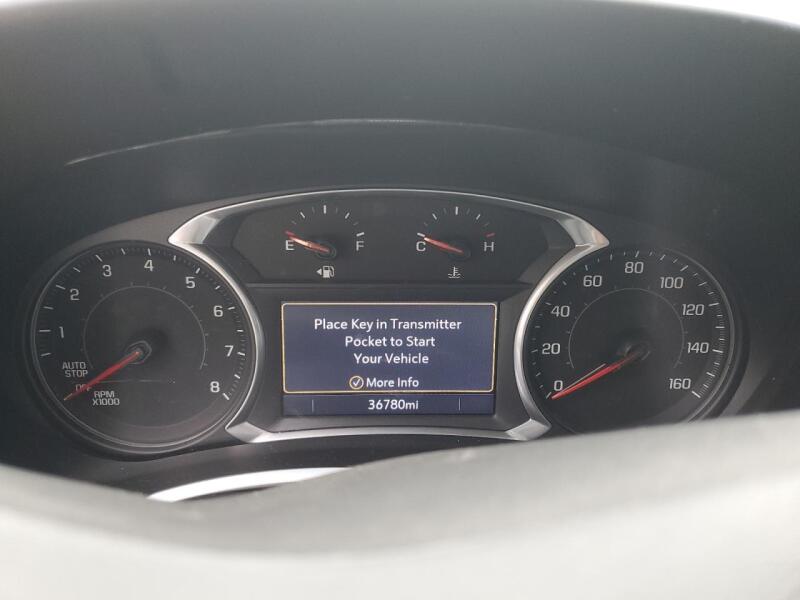 E F C H
1 2 3 4 5 6 7 8
AUTO
STOP
OFF
RPM
X1000
Place Key in Transmitter
Pocket to Start
Your Vehicle
More Info
36780mi
0 20 40 60 80 100 120 140 160